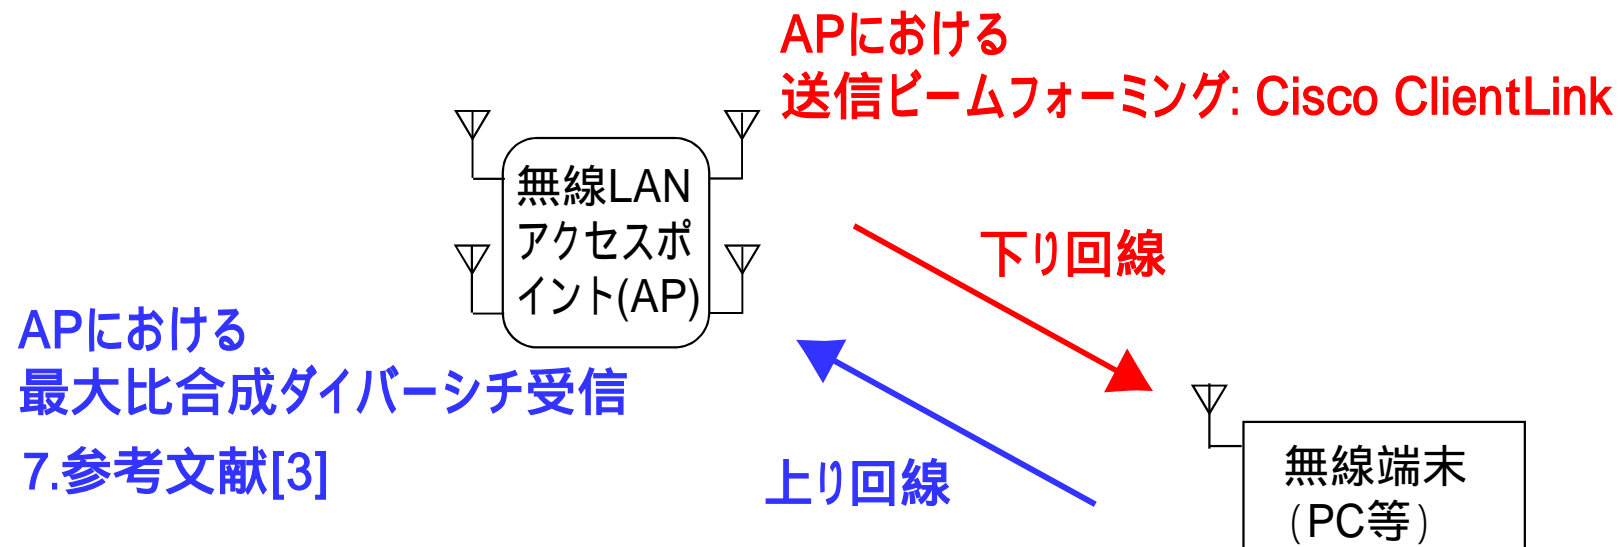 APにおける
送信ビームフォーミング: Cisco ClientLink
無線LAN
アクセスポ
イント(AP)
下り回線
APにおける
最大比合成ダイバーシチ受信
7.参考文献[3]
上り回線
無線端末
(PC等)